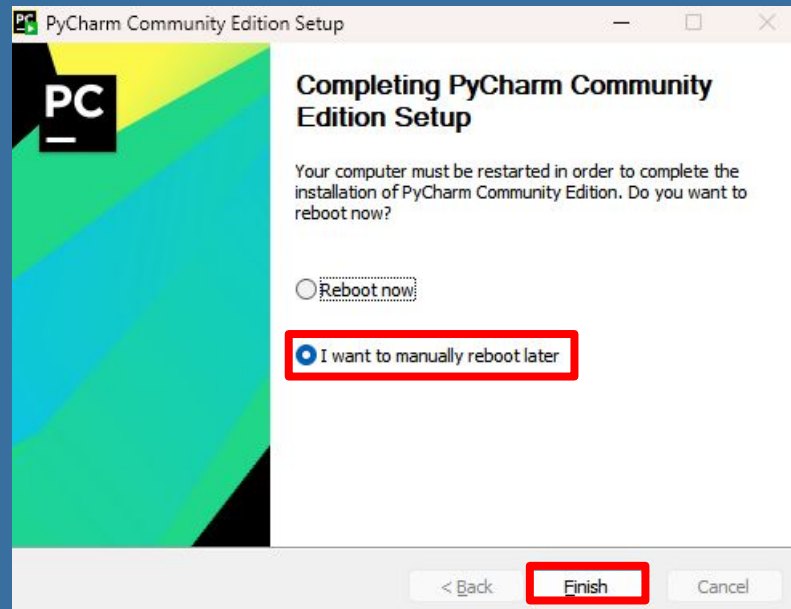 PyCharm Community Edition Setup
PC
Completing PyCharm Community
Edition Setup
Your computer must be restarted in order to complete the
installation of PyCharm Community Edition. Do you want to
reboot now?
Reboot now
I want to manually reboot later
< Back
Finish
Cancel